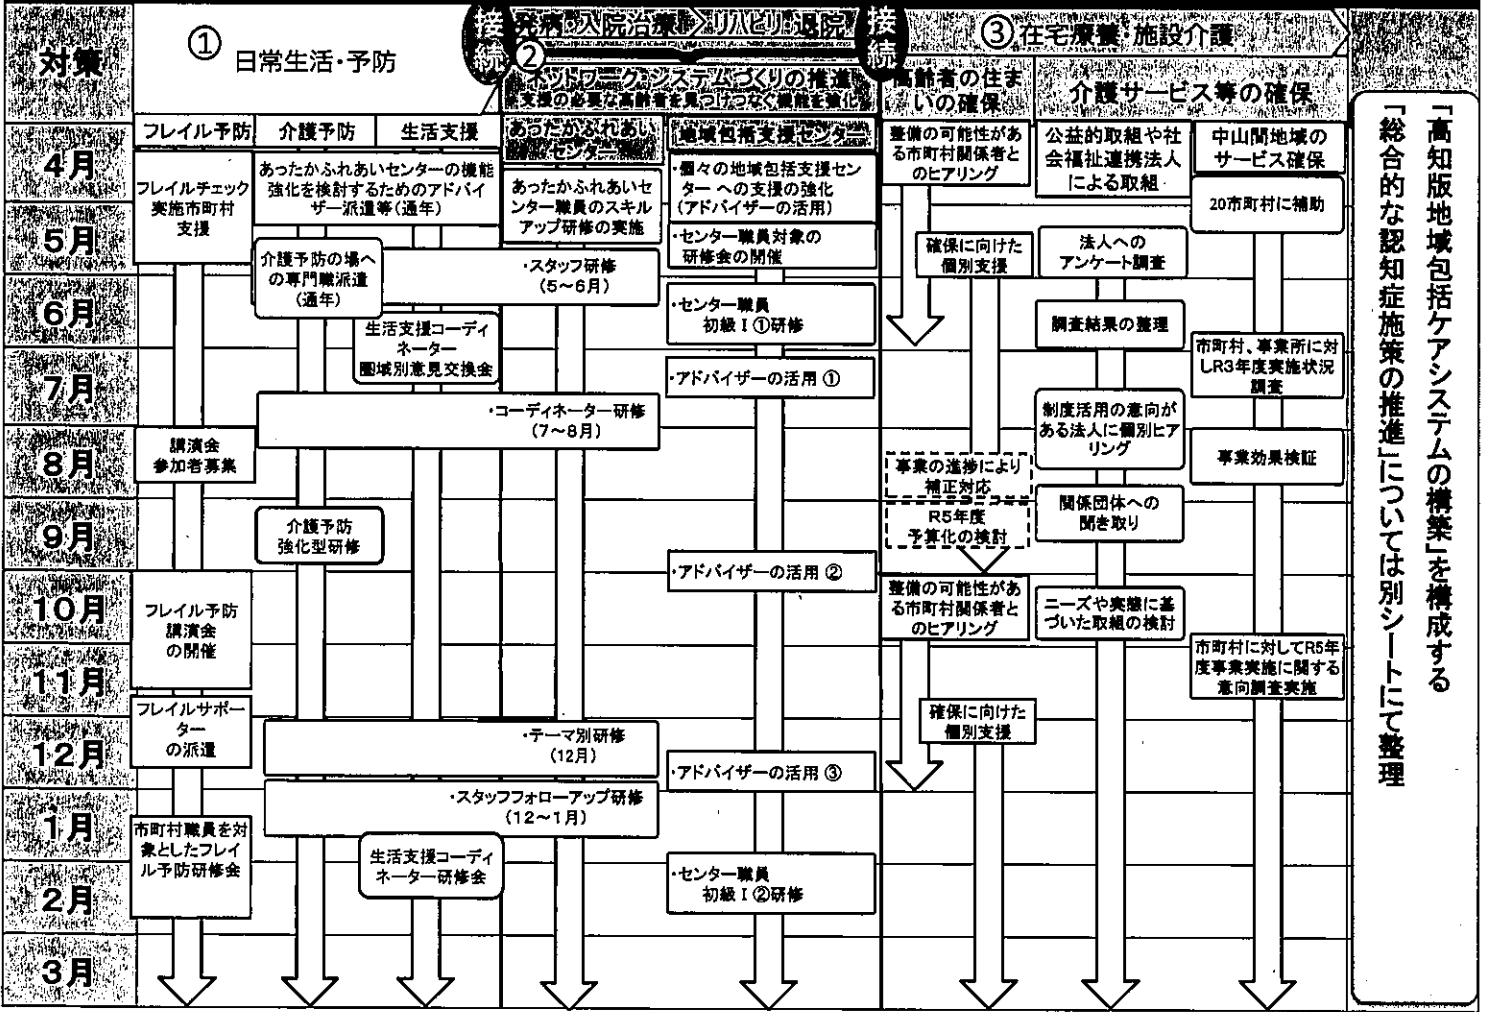 対策
① 日常生活・予防
接続
発病・入院治療 リハビリ・退院
②
ネットワーク・システムづくりの推進
支援の必要な高齢者を見つけつなぐ機能を強化
接続
③在宅療養・施設介護
高齢者の住ま
いの確保
介護サービス等の確保
フレイル予防
介護予防
生活支援
あったかふれあい
センター
地域包括支援センター
4月
5月
6月
7月
8月
9月
10月
11月
12月
1月
2月
3月
フレイルチェック
実施市町村
支援
講演会
参加者募集
フレイル予防
講演会
の開催
フレイルサポー
ター
の派遣
市町村職員を対
象としたフレイ
ル予防研修会
あったかふれあいセンターの機能
強化を検討するためのアドバイ
ザー派遣等(通年)
介護予防の場へ
の専門職派遣
(通年)
生活支援コーディ
ネーター
圏域別意見交換会
介護予防
強化型研修
生活支援コーディ
ネーター研修会
あったかふれあいセ
ンター職員のスキル
アップ研修の実施
・スタッフ研修
(5～6月)
・コーディネーター研修
(7～8月)
・テーマ別研修
(12月)
・スタッフフォローアップ研修
(12～1月)
・個々の地域包括支援セン
ター への支援の強化
(アドバイザーの活用)
・センター職員対象の
研修会の開催
・センター職員
初級Ⅰ①研修
・アドバイザーの活用 ①
・アドバイザーの活用 ②
・アドバイザーの活用 ③
・センター職員
初級Ⅰ②研修
整備の可能性があ
る市町村関係者と
のヒアリング
確保に向けた
個別支援
事業の進捗により
補正対応
R5年度
予算化の検討
整備の可能性があ
る市町村関係者と
のヒアリング
確保に向けた
個別支援
公益的取組や社
会福祉連携法人
による取組
法人への
アンケート調査
調査結果の整理
制度活用の意向が
ある法人に個別ヒア
リング
関係団体への
聞き取り
ニーズや実態に基
づいた取組の検討
中山間地域の
サービス確保
20市町村に補助
市町村、事業所に対
しR3年度実施状況
調査
事業効果検証
市町村に対してR5年
度事業実施に関する
意向調査実施
「高知版地域包括ケアシステムの構築」を構成する
「総合的な認知症施策の推進」については別シートにて整理